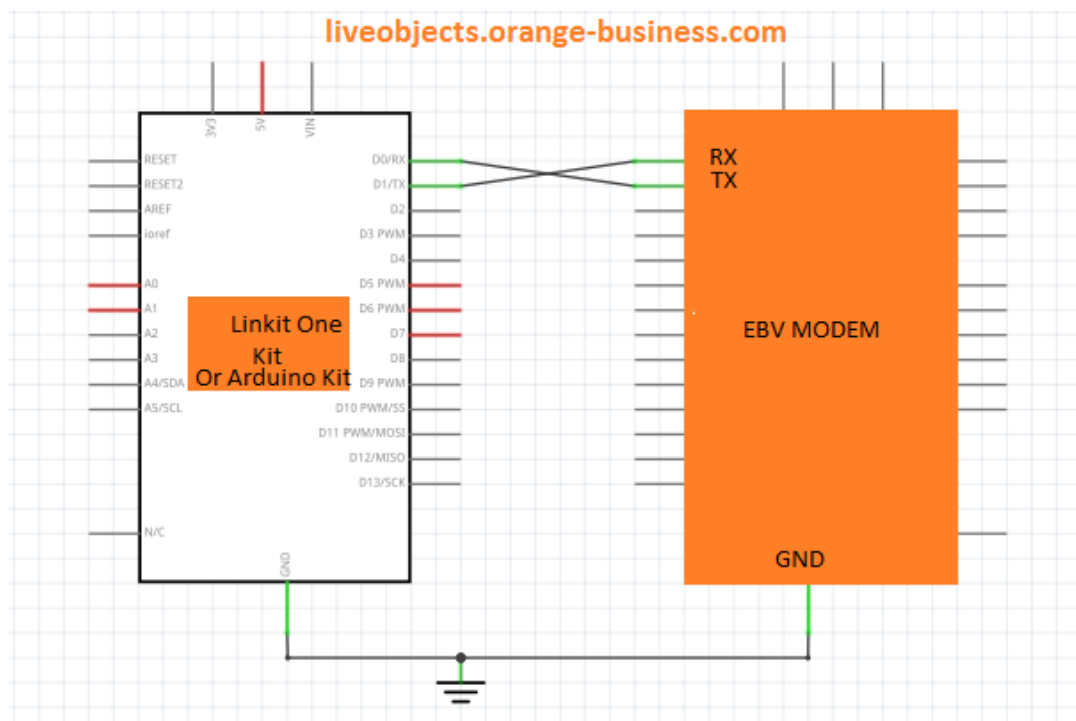 liveobjects.orange-business.com
3V3
5V
VIN
RESET
RESET2
AREF
ioref
A0
A1
A2
A3
A4/SDA
A5/SCL
N/C
D0/RX
D1/TX
D2
D3 PWM
D4
D5 PWM
D6 PWM
D7
D8
D9 PWM
D10 PWM/SS
D11 PWM/MOSI
D12/MISO
D13/SCK
GND
Linkit One
Kit
Or Arduino Kit
RX
TX
EBV MODEM
GND